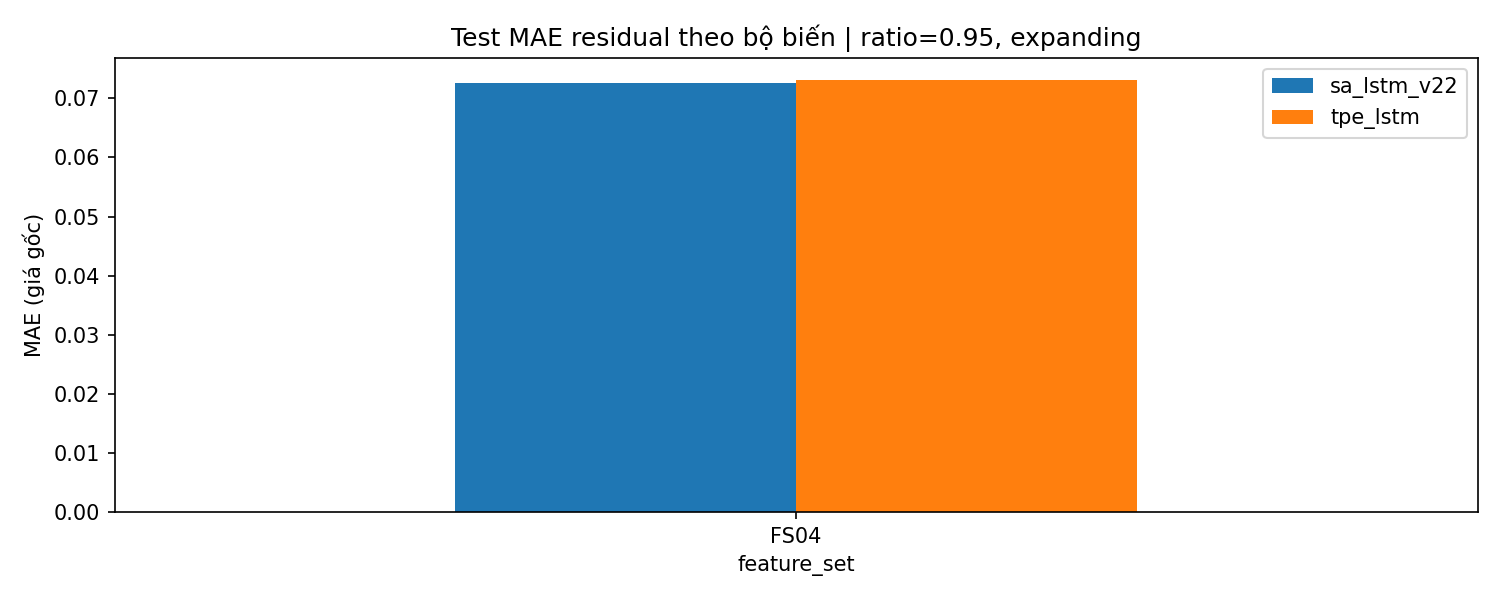 Test MAE residual theo bộ biến | ratio=0.95, expanding
sa_lstm_v22
tpe_lstm
MAE (giá gốc)
0.07
0.06
0.05
0.04
0.03
0.02
0.01
0.00
FS04
feature_set